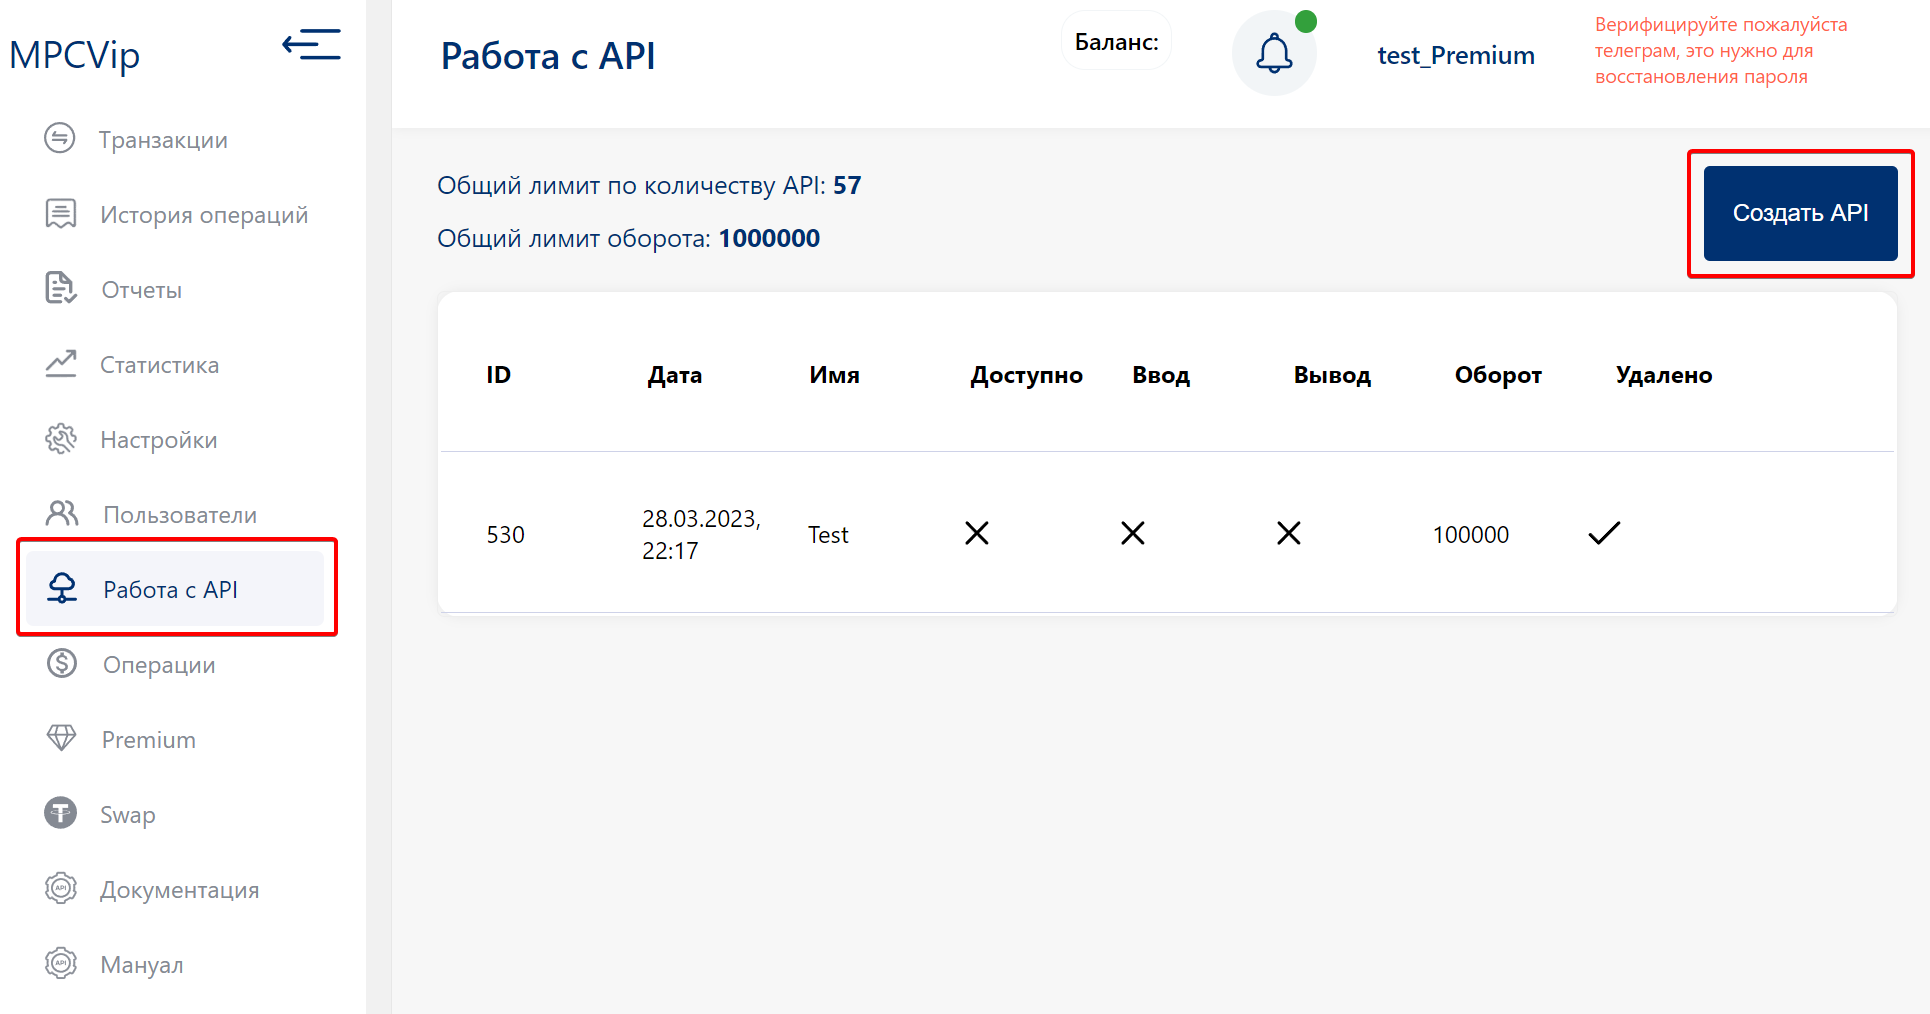 MPCVip
Транзакции
История операций
Отчеты
Статистика
Настройки
Пользователи
Работа с API
Операции
Premium
Swap
Документация
Мануал
Работа с API
Баланс:
test_Premium
Верифицируйте пожалуйста
телеграм, это нужно для
восстановления пароля
Общий лимит по количеству API: 57
Общий лимит оборота: 1000000
Создать API
ID Дата Имя Доступно Ввод Вывод Оборот Удалено
530 28.03.2023, 22:17 Test 100000